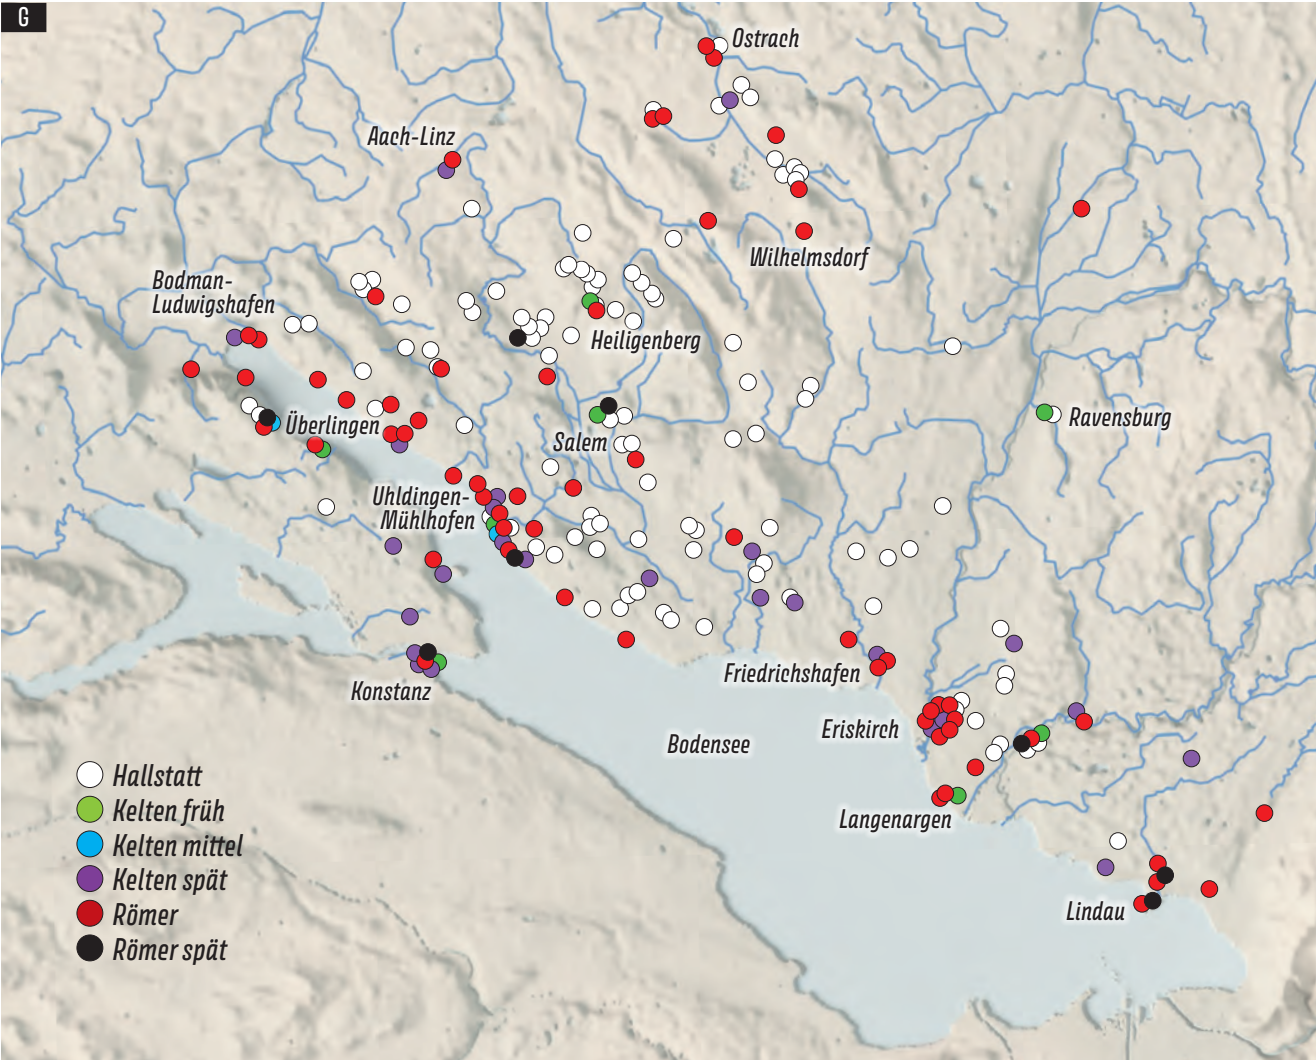 G
Ostrach
Aach-Linz
Wilhelmsdorf
Bodman-
Ludwigshafen
Heiligenberg
Ravensburg
Überlingen
Salem
Uhldingen-
Mühlhofen
Friedrichshafen
Konstanz
Eriskirch
Bodensee
Langenargen
Lindau
Hallstatt
Kelten früh
Kelten mittel
Kelten spät
Römer
Römer spät